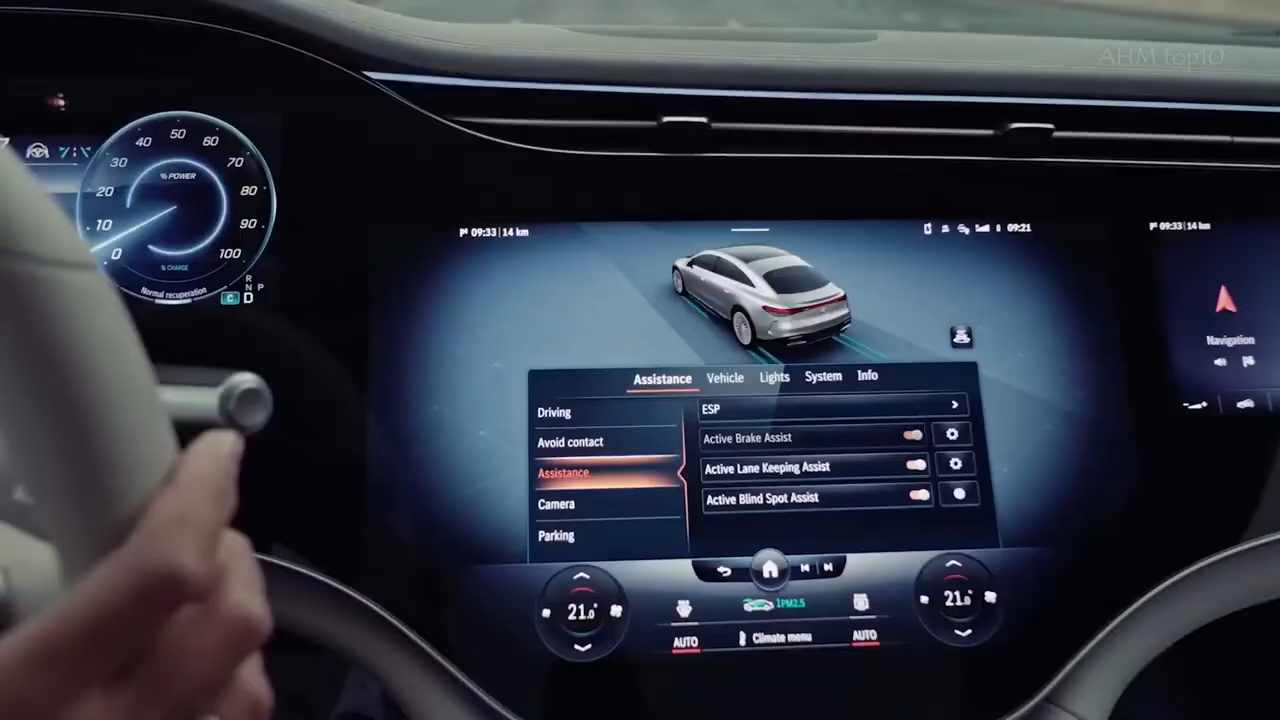 AHM top10
50
40
60
30
70
% POWER
20
80
10
90
0
100
% CHARGE
Normal recuperation
R
N P
C D
09:33 | 14 km
09:21
09:33 | 14 km
Navigation
Assistance Vehicle Lights System Info
Driving
Avoid contact
Assistance
Camera
Parking
ESP
Active Brake Assist
Active Lane Keeping Assist
Active Blind Spot Assist
21.0°
1PM2.5
21.0°
AUTO
Climate menu
AUTO